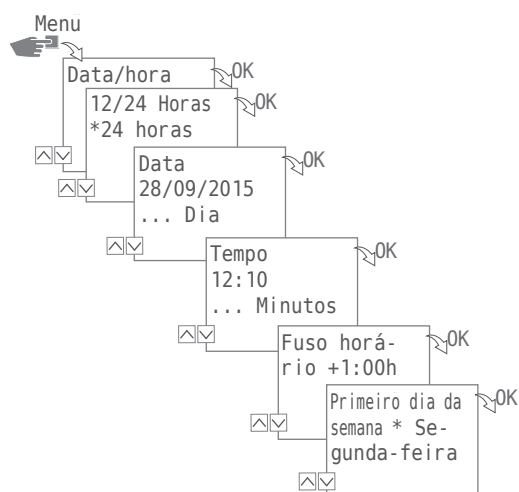 Menu
Data/hora
OK
12/24 Horas
*24 horas
OK
Data
28/09/2015
... Dia
OK
Tempo
12:10
... Minutos
OK
Fuso horá-
rio +1:00h
OK
Primeiro dia da
semana * Se-
gunda-feira
OK